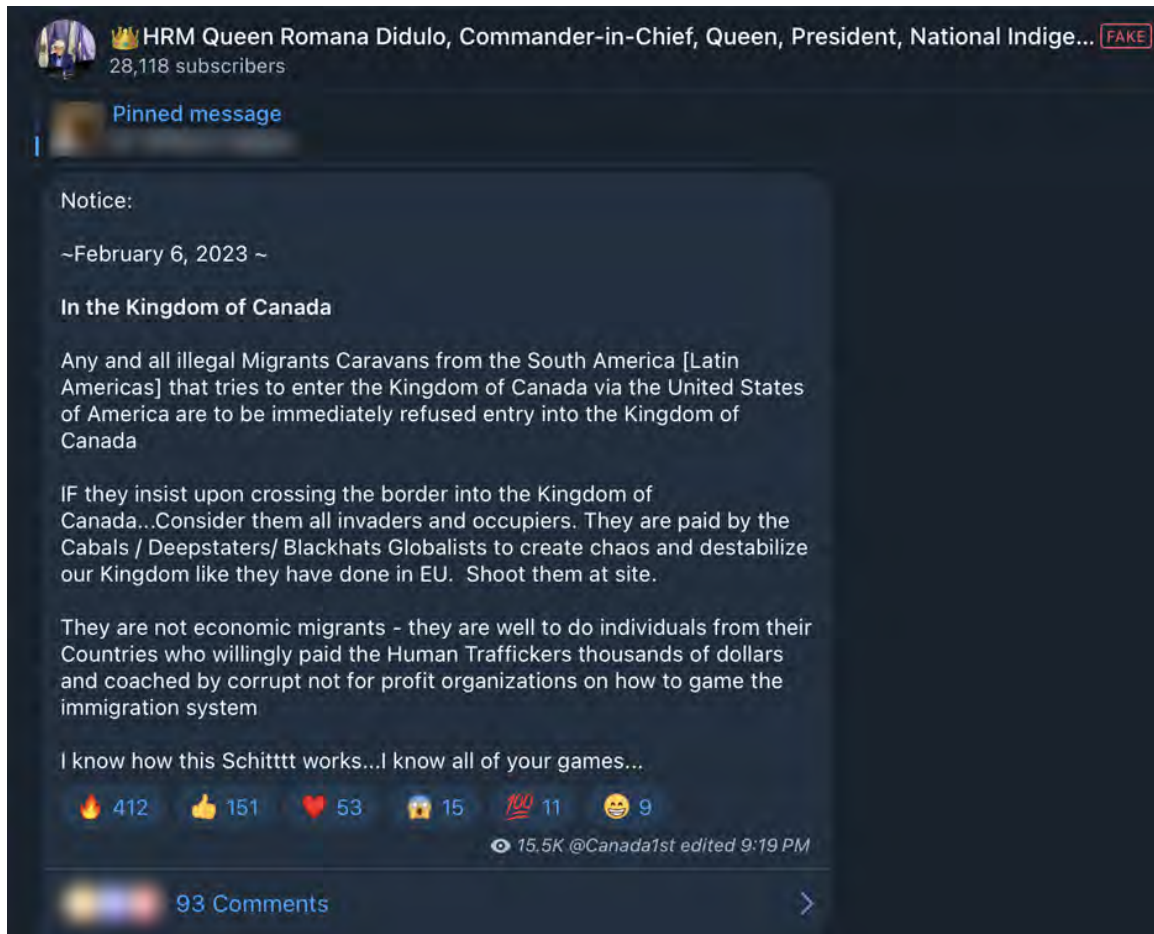 👑HRM Queen Romana Didulo, Commander-in-Chief, Queen, President, National Indige... FAKE
28,118 subscribers
Pinned message
Notice:
~February 6, 2023 ~
In the Kingdom of Canada
Any and all illegal Migrants Caravans from the South America [Latin
Americas] that tries to enter the Kingdom of Canada via the United States
of America are to be immediately refused entry into the Kingdom of
Canada
IF they insist upon crossing the border into the Kingdom of
Canada...Consider them all invaders and occupiers. They are paid by the
Cabals / Deepstaters/ Blackhats Globalists to create chaos and destabilize
our Kingdom like they have done in EU.  Shoot them at site.
They are not economic migrants - they are well to do individuals from their
Countries who willingly paid the Human Traffickers thousands of dollars
and coached by corrupt not for profit organizations on how to game the
immigration system
I know how this Schitttt works...I know all of your games...
🔥 412 👍 151 ❤️ 53 😱 15 💯 11 😁 9
15.5K @Canada1st edited 9:19 PM
93 Comments